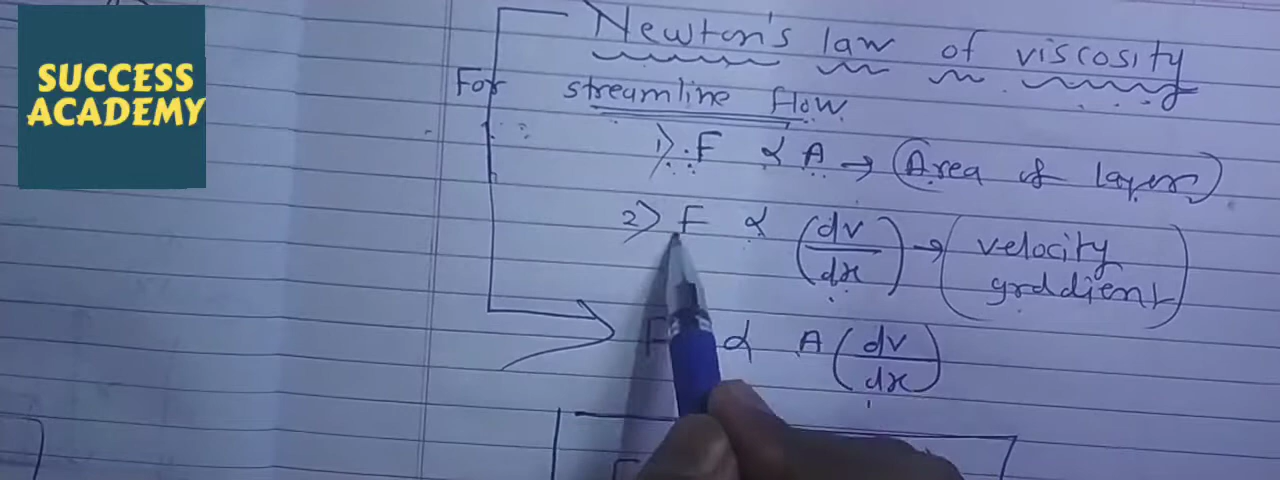 SUCCESS
ACADEMY
Newton's law of viscosity
For streamline flow
1) F ∝ A → (Area of layer)
2) F ∝ (dv/dx) → (velocity gradient)
F ∝ A (dv/dx)